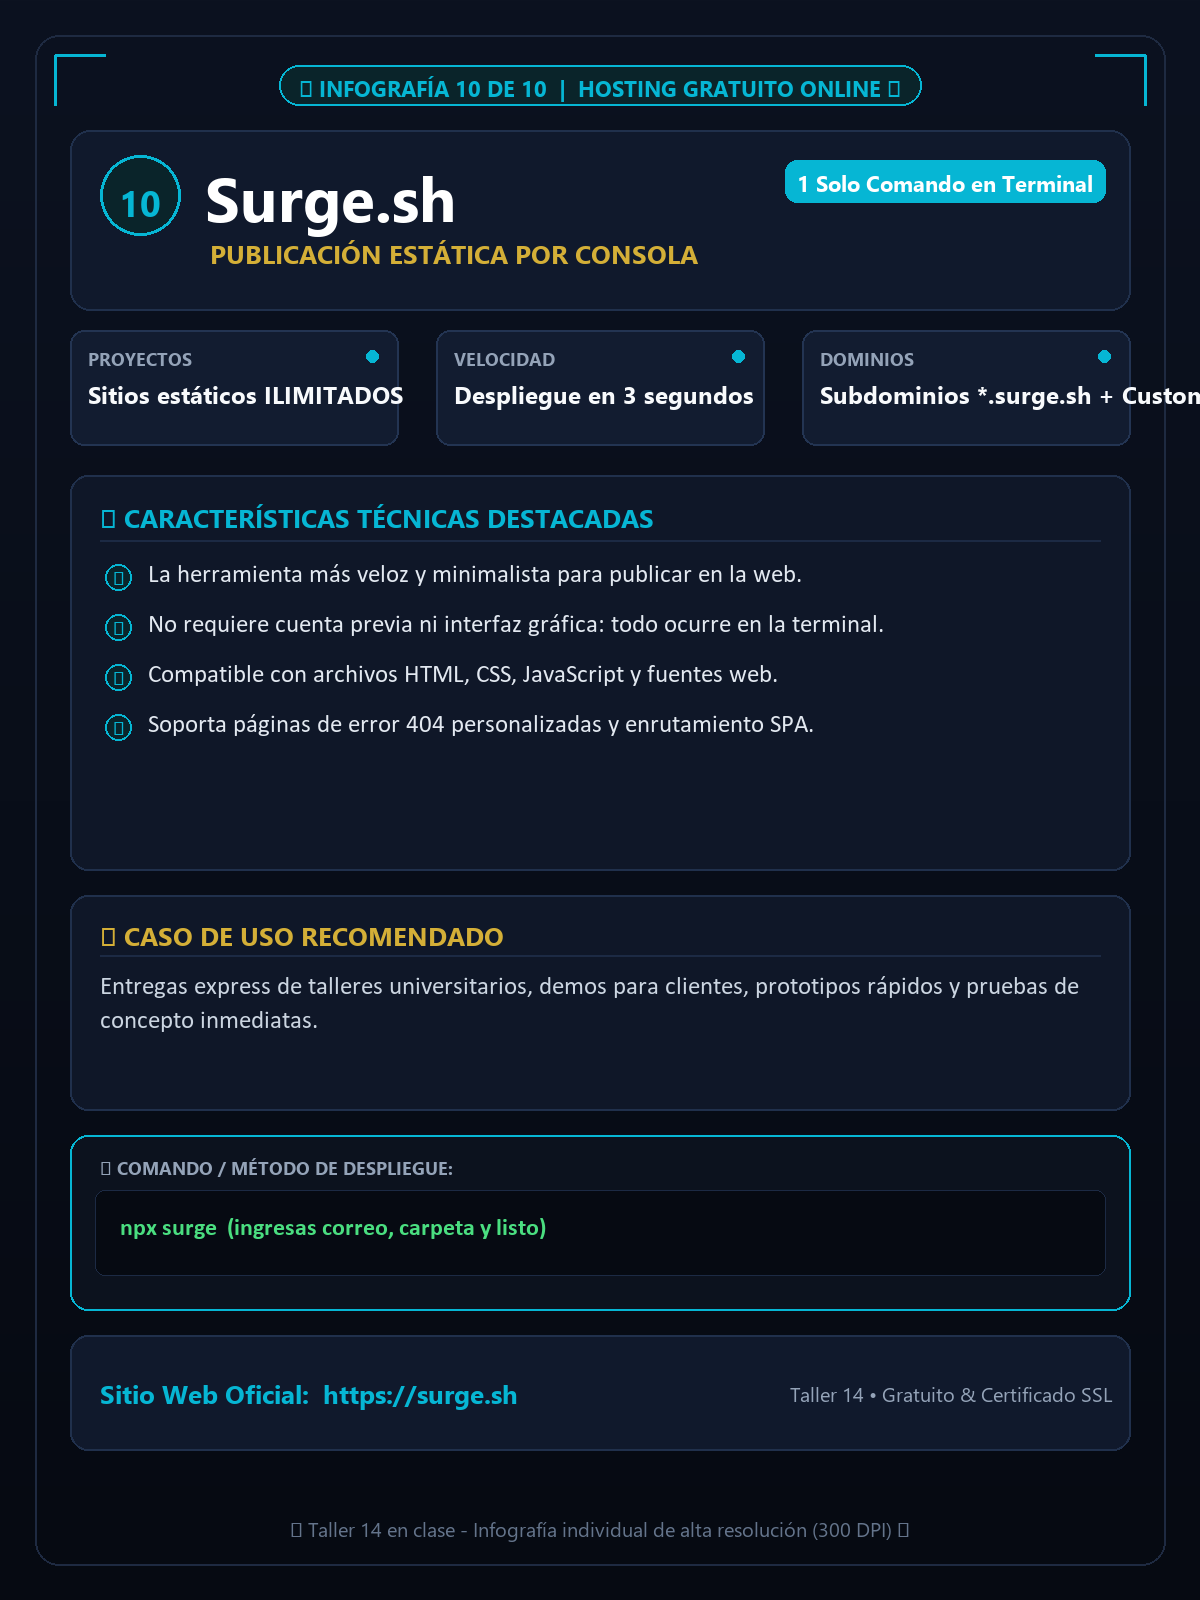 INFOGRAFÍA 10 DE 10 | HOSTING GRATUITO ONLINE
10
Surge.sh
1 Solo Comando en Terminal
PUBLICACIÓN ESTÁTICA POR CONSOLA
PROYECTOS
Sitios estáticos ILIMITADOS
VELOCIDAD
Despliegue en 3 segundos
DOMINIOS
Subdominios *.surge.sh + Custom
CARACTERÍSTICAS TÉCNICAS DESTACADAS
La herramienta más veloz y minimalista para publicar en la web.
No requiere cuenta previa ni interfaz gráfica: todo ocurre en la terminal.
Compatible con archivos HTML, CSS, JavaScript y fuentes web.
Soporta páginas de error 404 personalizadas y enrutamiento SPA.
CASO DE USO RECOMENDADO
Entregas express de talleres universitarios, demos para clientes, prototipos rápidos y pruebas de
concepto inmediatas.
COMANDO / MÉTODO DE DESPLIEGUE:
npx surge (ingresas correo, carpeta y listo)
Sitio Web Oficial: https://surge.sh
Taller 14 • Gratuito & Certificado SSL
Taller 14 en clase - Infografía individual de alta resolución (300 DPI)